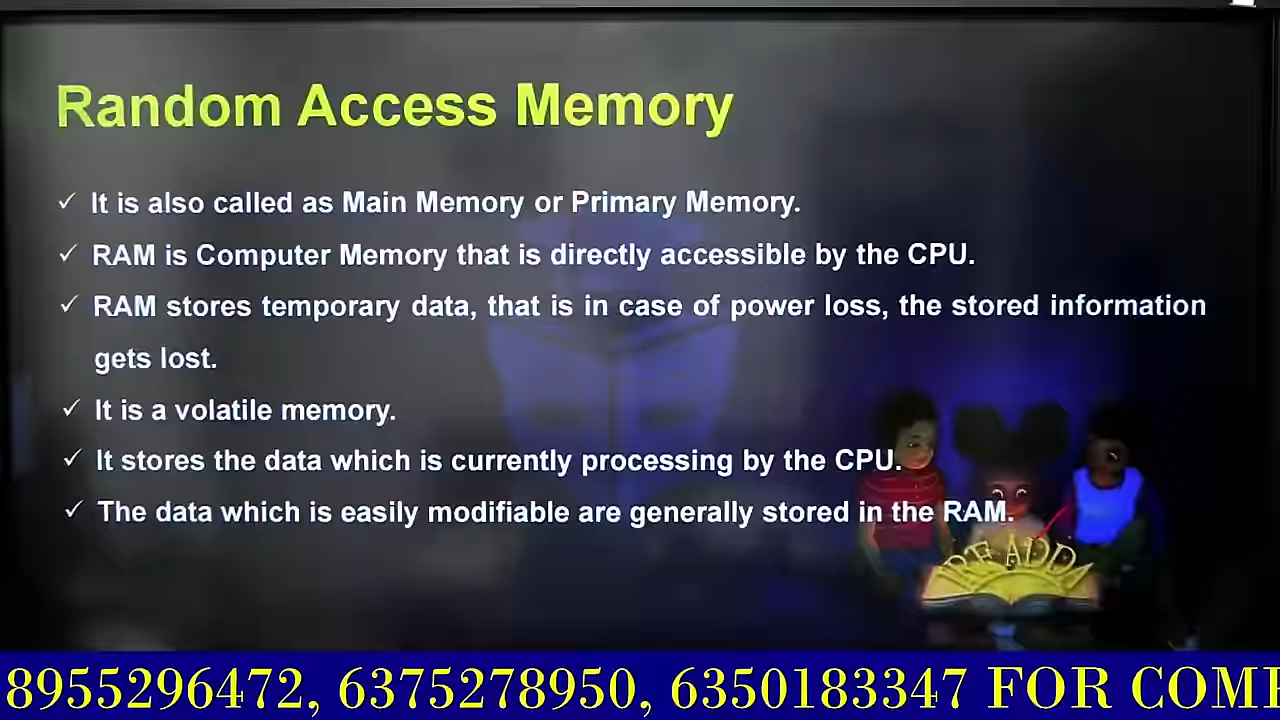 Random Access Memory
✓ It is also called as Main Memory or Primary Memory.
✓ RAM is Computer Memory that is directly accessible by the CPU.
✓ RAM stores temporary data, that is in case of power loss, the stored information
gets lost.
✓ It is a volatile memory.
✓ It stores the data which is currently processing by the CPU.
✓ The data which is easily modifiable are generally stored in the RAM.
ADDA
8955296472, 6375278950, 6350183347 FOR